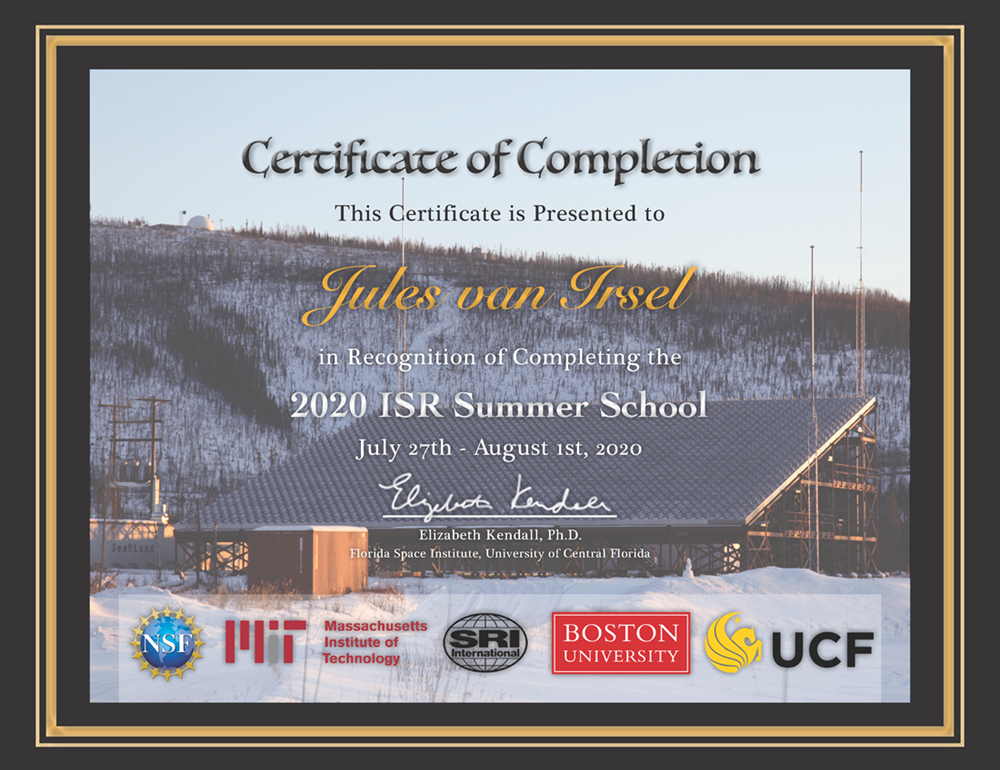 Certificate of Completion
This Certificate is Presented to
Jules van Irsel
in Recognition of Completing the
2020 ISR Summer School
July 27th - August 1st, 2020
Elizabeth Kendall
Elizabeth Kendall, Ph.D.
Florida Space Institute, University of Central Florida
SeaLand
NSF
MIT
Massachusetts
Institute of
Technology
SRI
International
BOSTON
UNIVERSITY
UCF